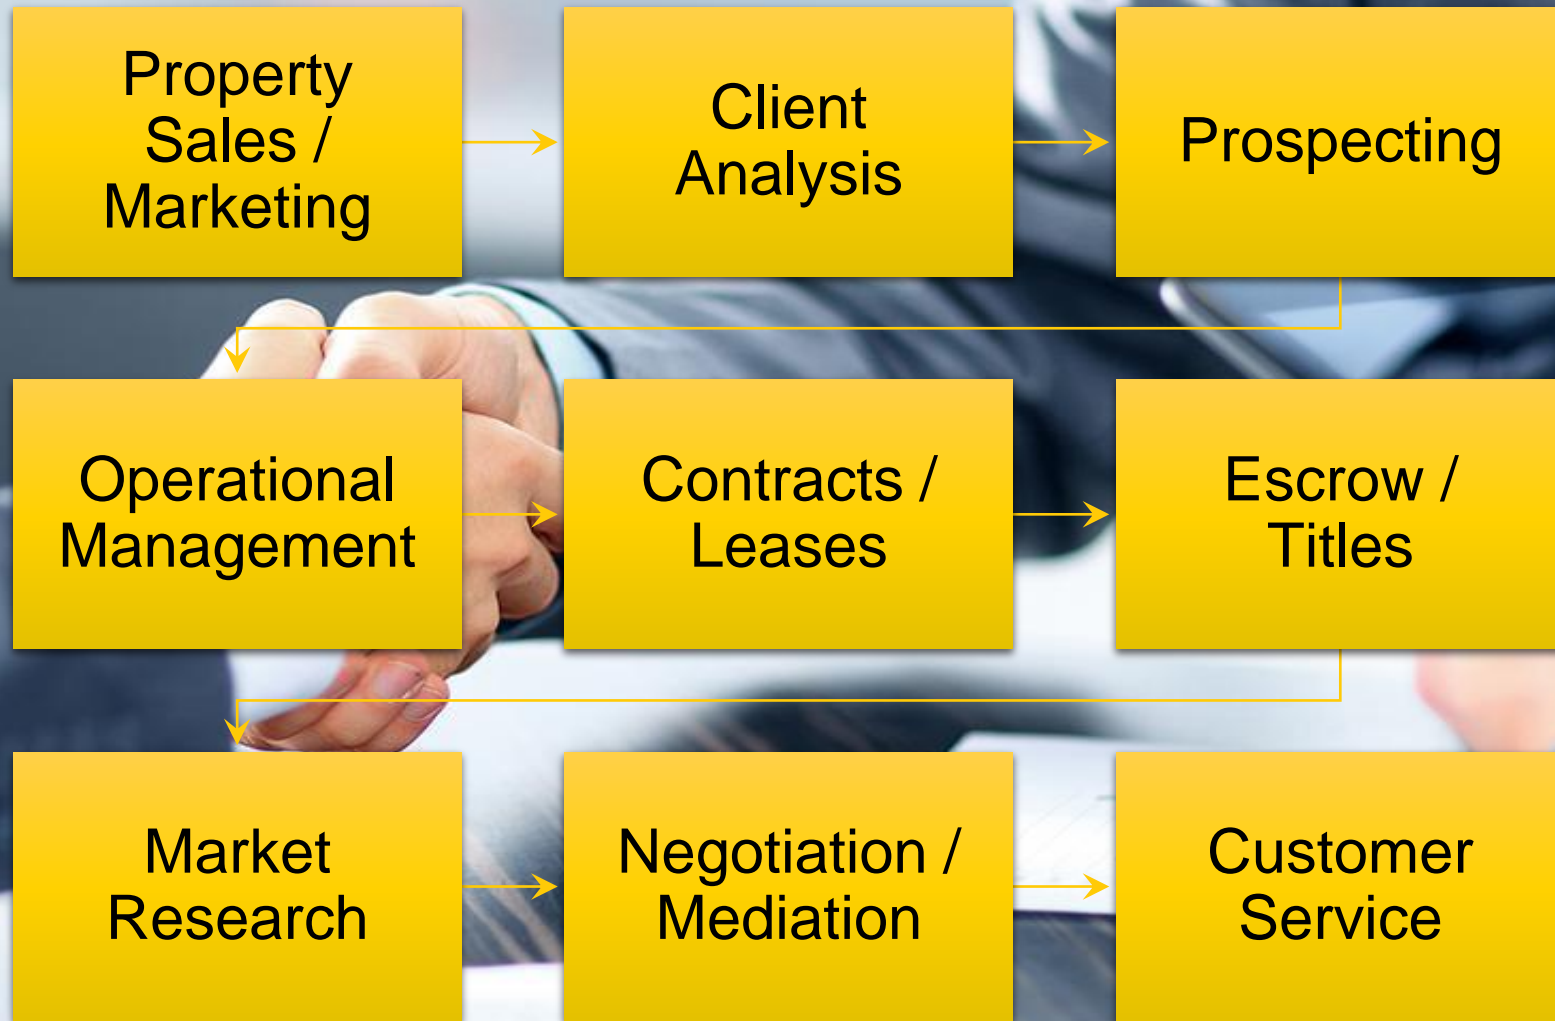 Property
Sales /
Marketing
Client
Analysis
Prospecting
Operational
Management
Contracts /
Leases
Escrow /
Titles
Market
Research
Negotiation /
Mediation
Customer
Service